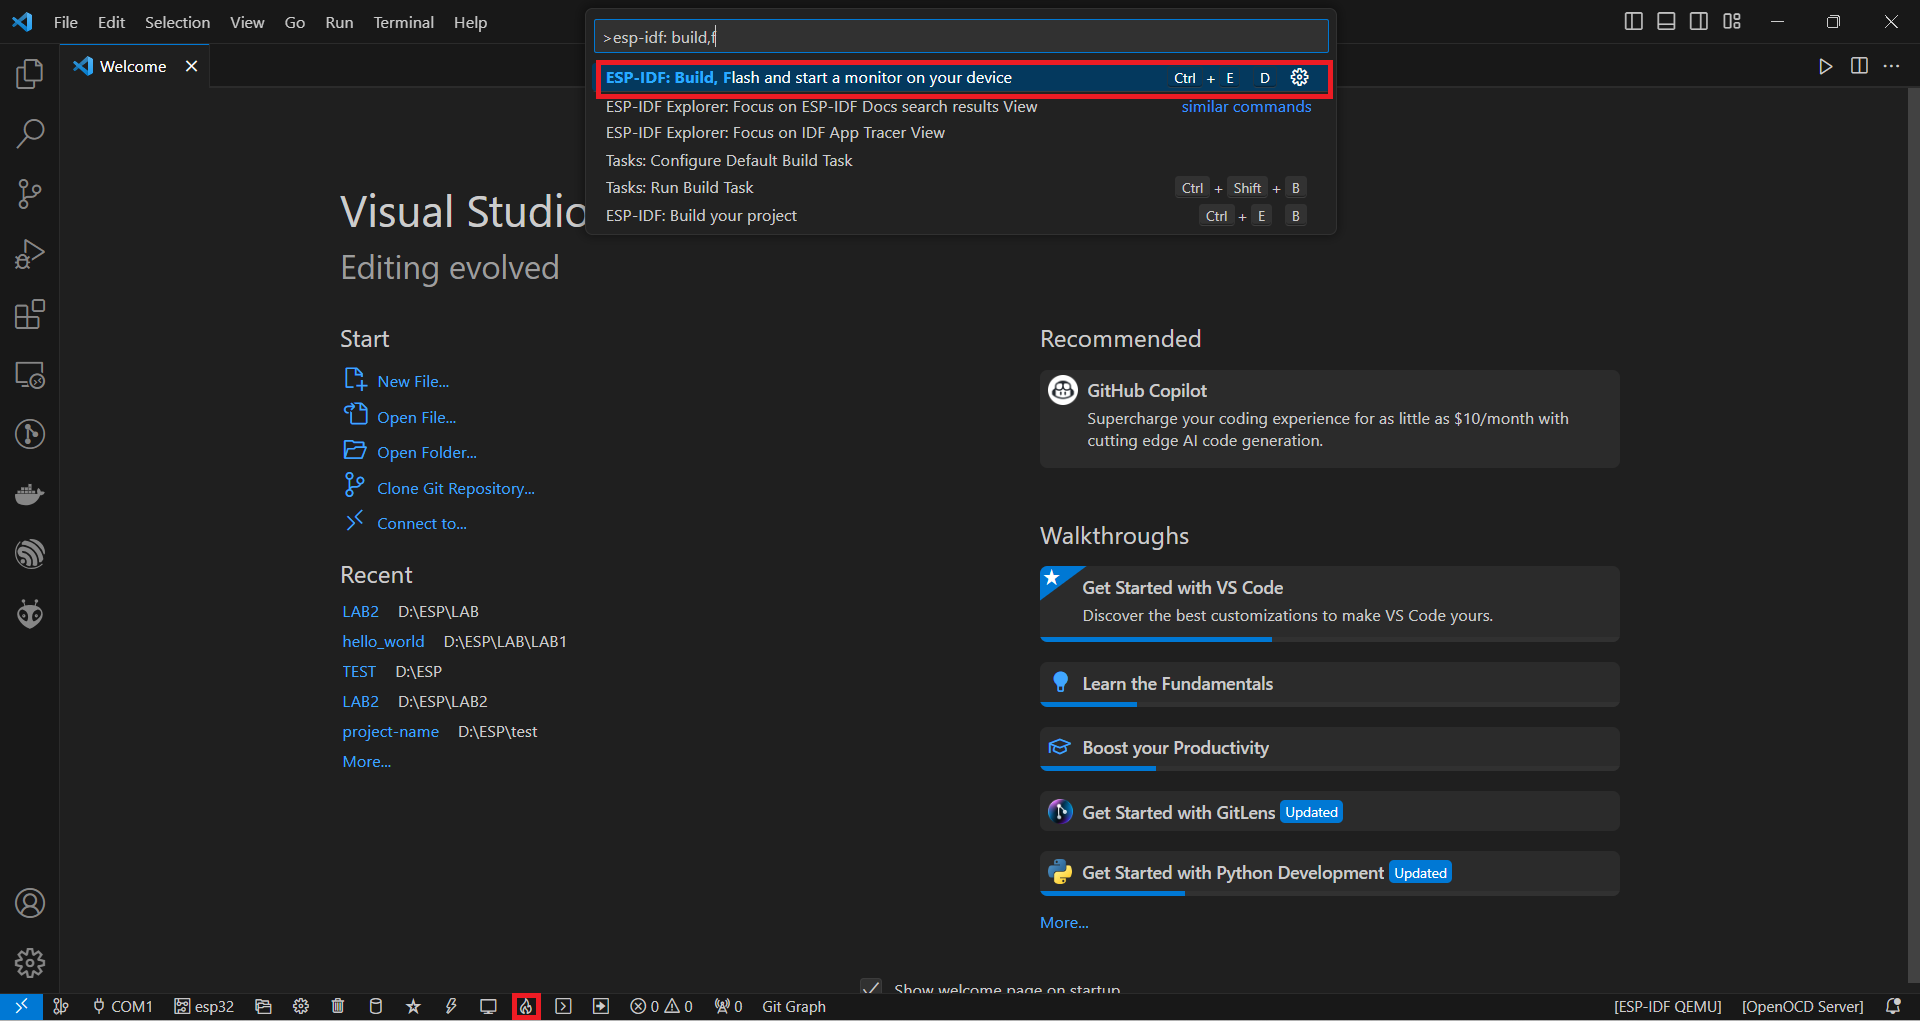 File Edit Selection View Go Run Terminal Help
>esp-idf: build,f
Welcome
ESP-IDF: Build, Flash and start a monitor on your device Ctrl + E D
ESP-IDF Explorer: Focus on ESP-IDF Docs search results View similar commands
ESP-IDF Explorer: Focus on IDF App Tracer View
Tasks: Configure Default Build Task
Tasks: Run Build Task Ctrl + Shift + B
ESP-IDF: Build your project Ctrl + E B
Visual Studio
Editing evolved
Start
New File...
Open File...
Open Folder...
Clone Git Repository...
Connect to...
Recent
LAB2 D:\ESP\LAB
hello_world D:\ESP\LAB\LAB1
TEST D:\ESP
LAB2 D:\ESP\LAB2
project-name D:\ESP\test
More...
Recommended
GitHub Copilot
Supercharge your coding experience for as little as $10/month with
cutting edge AI code generation.
Walkthroughs
Get Started with VS Code
Discover the best customizations to make VS Code yours.
Learn the Fundamentals
Boost your Productivity
Get Started with GitLens Updated
Get Started with Python Development Updated
More...
Show welcome page on startup
COM1 esp32 0 0 0 Git Graph [ESP-IDF QEMU] [OpenOCD Server]